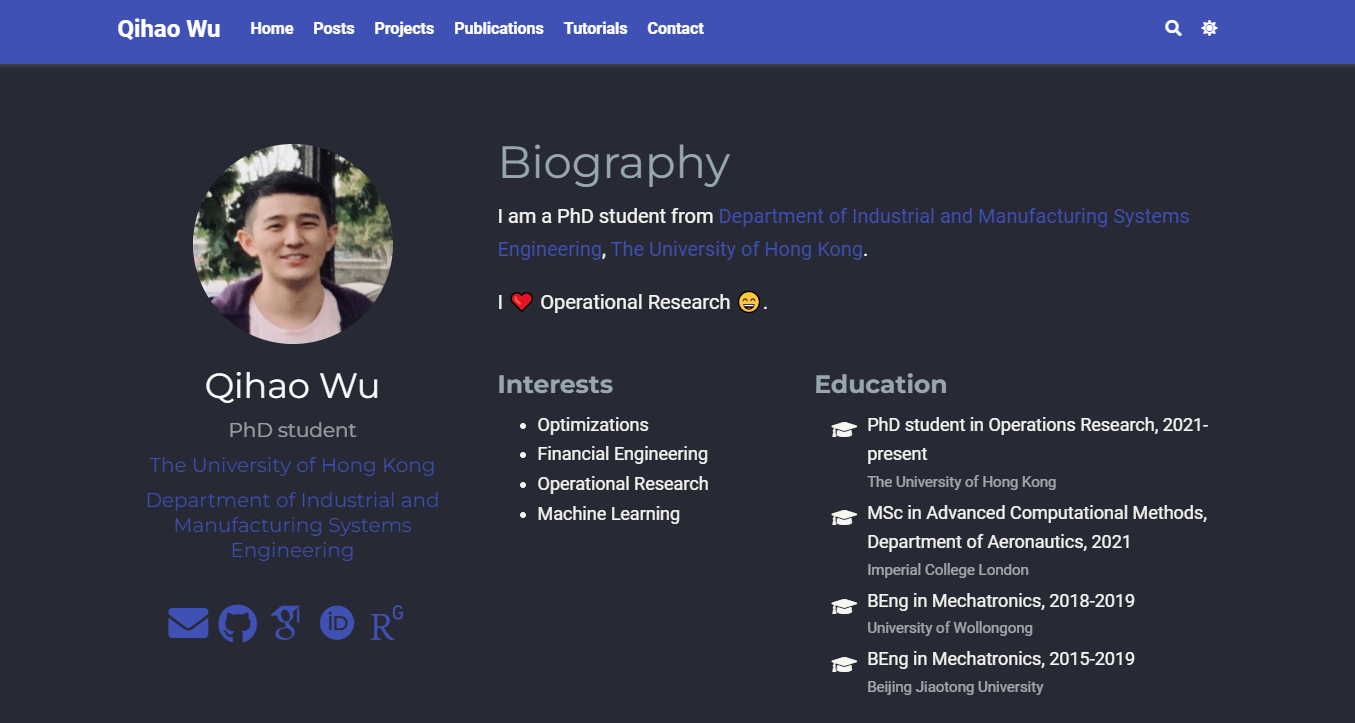 Qihao Wu Home Posts Projects Publications Tutorials Contact
Qihao Wu
PhD student
The University of Hong Kong
Department of Industrial and
Manufacturing Systems
Engineering
iD
RG
Biography
I am a PhD student from Department of Industrial and Manufacturing Systems
Engineering, The University of Hong Kong.
I ❤️ Operational Research 😄.
Interests
Optimizations
Financial Engineering
Operational Research
Machine Learning
Education
PhD student in Operations Research, 2021-
present
The University of Hong Kong
MSc in Advanced Computational Methods,
Department of Aeronautics, 2021
Imperial College London
BEng in Mechatronics, 2018-2019
University of Wollongong
BEng in Mechatronics, 2015-2019
Beijing Jiaotong University